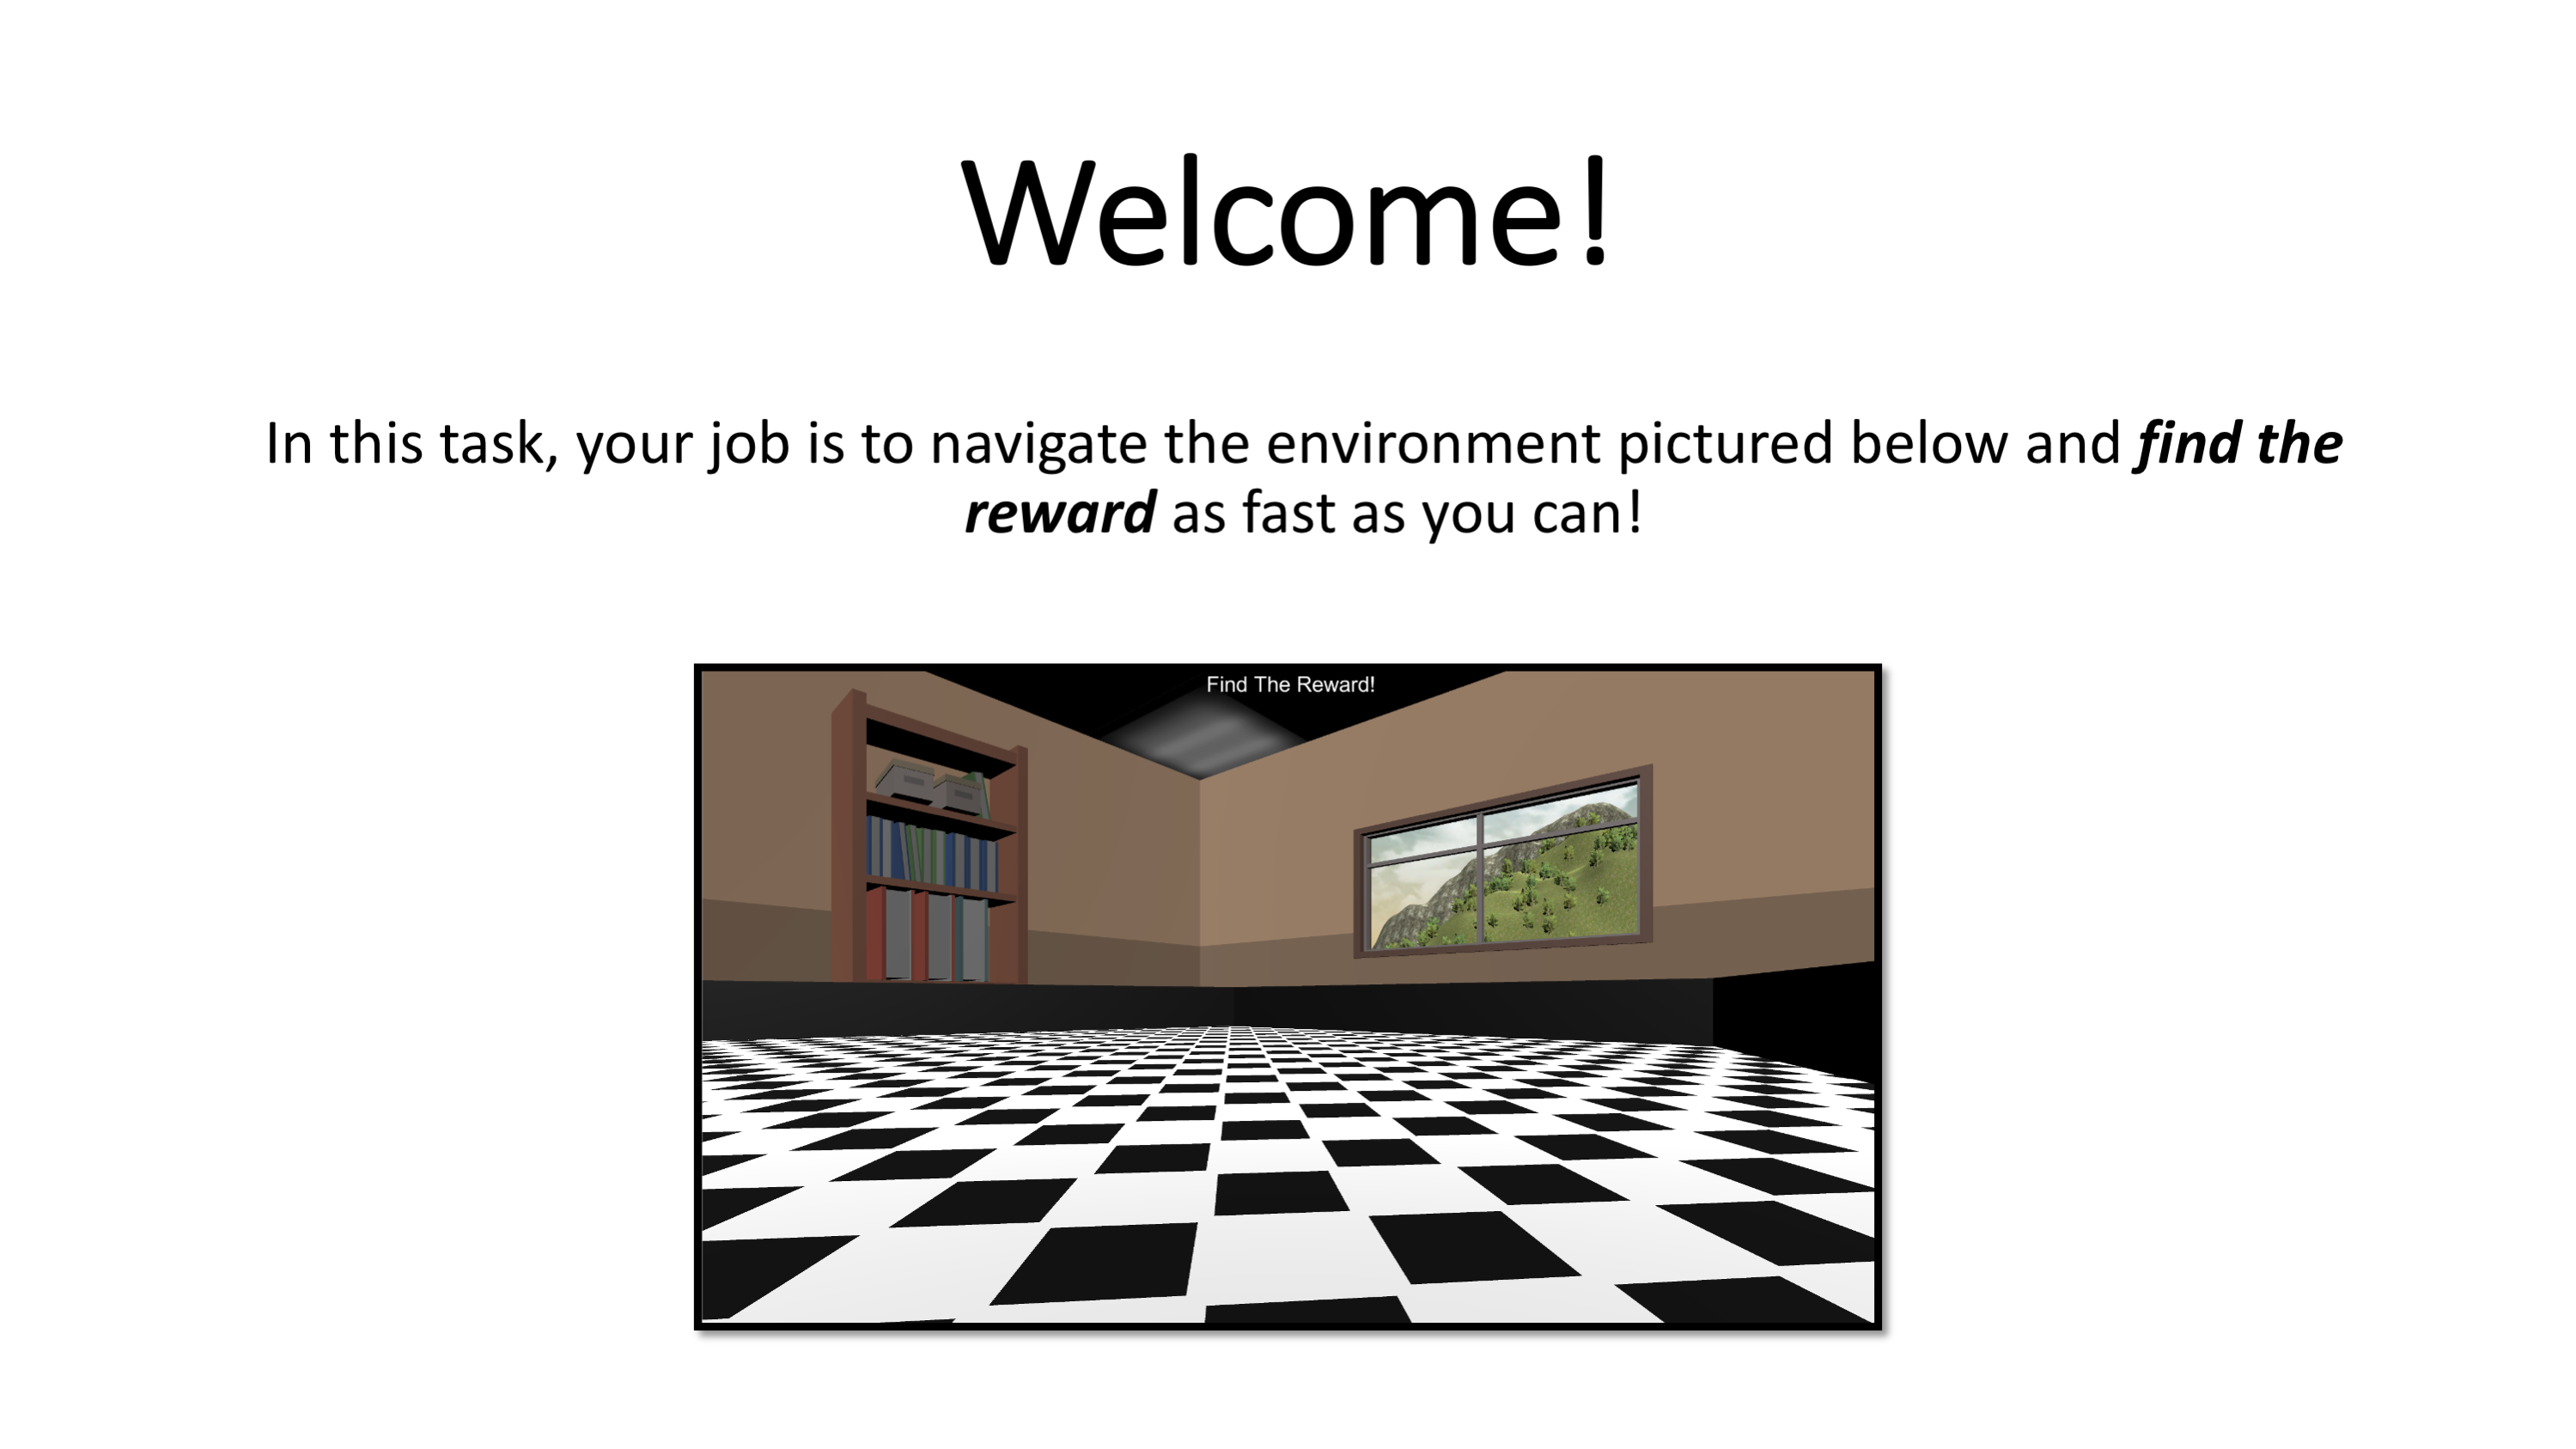 Welcome!
In this task, your job is to navigate the environment pictured below and find the
reward as fast as you can!
Find The Reward!